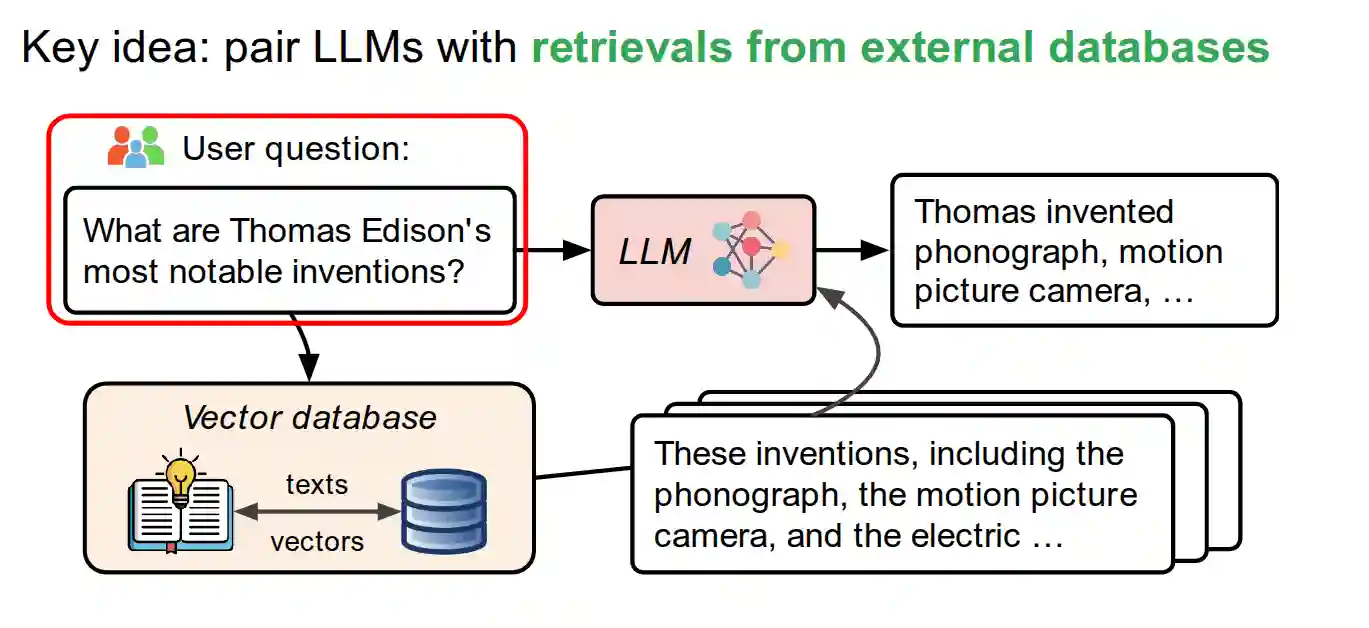 Key idea: pair LLMs with retrievals from external databases
User question:
What are Thomas Edison's
most notable inventions?
LLM
Thomas invented
phonograph, motion
picture camera, …
Vector database
texts
vectors
These inventions, including the
phonograph, the motion picture
camera, and the electric …